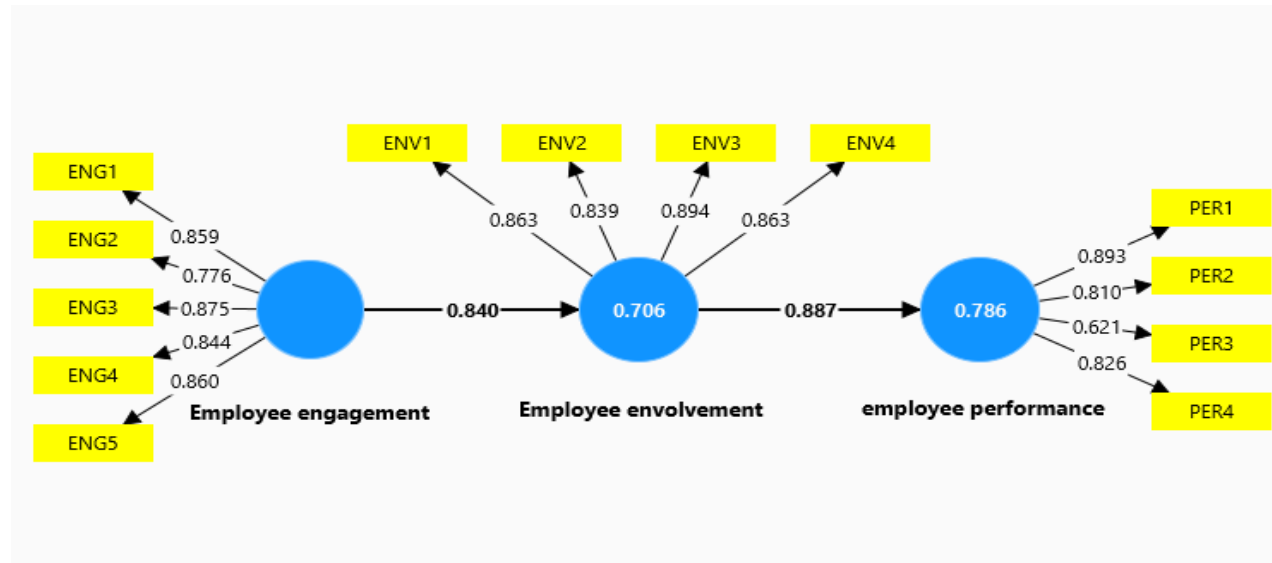 ENV1
ENV2
ENV3
ENV4
ENG1
ENG2
ENG3
ENG4
ENG5
0.859
0.776
0.875
0.844
0.860
0.863
0.839
0.894
0.863
0.840
0.706
0.887
0.786
0.893
0.810
0.621
0.826
PER1
PER2
PER3
PER4
Employee engagement
Employee envolvement
employee performance